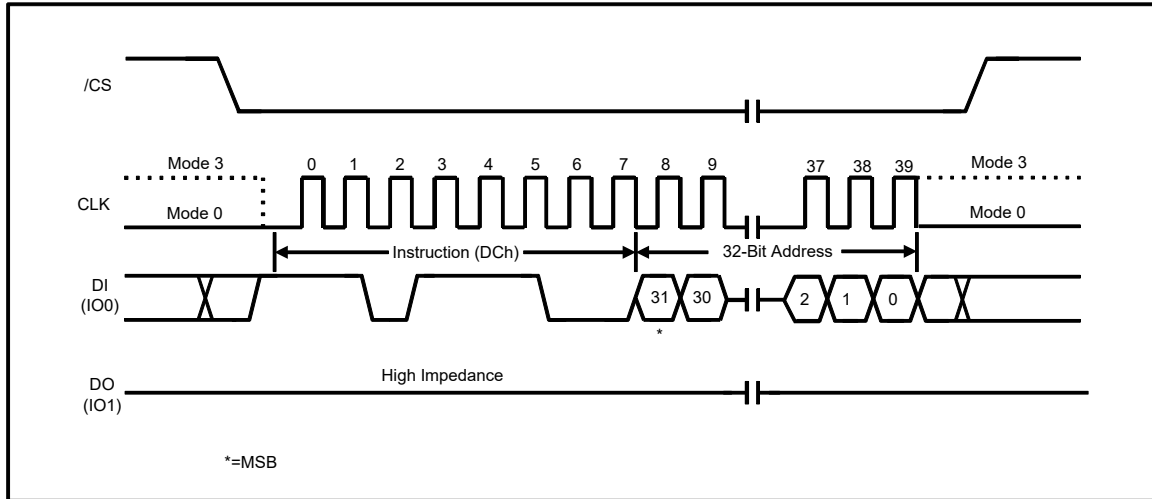 /CS
Mode 3
0 1 2 3 4 5 6 7 8 9 37 38 39
Mode 3
CLK
Mode 0
Mode 0
Instruction (DCh)
32-Bit Address
DI
(IO0)
31 30 2 1 0
*
High Impedance
DO
(IO1)
*=MSB